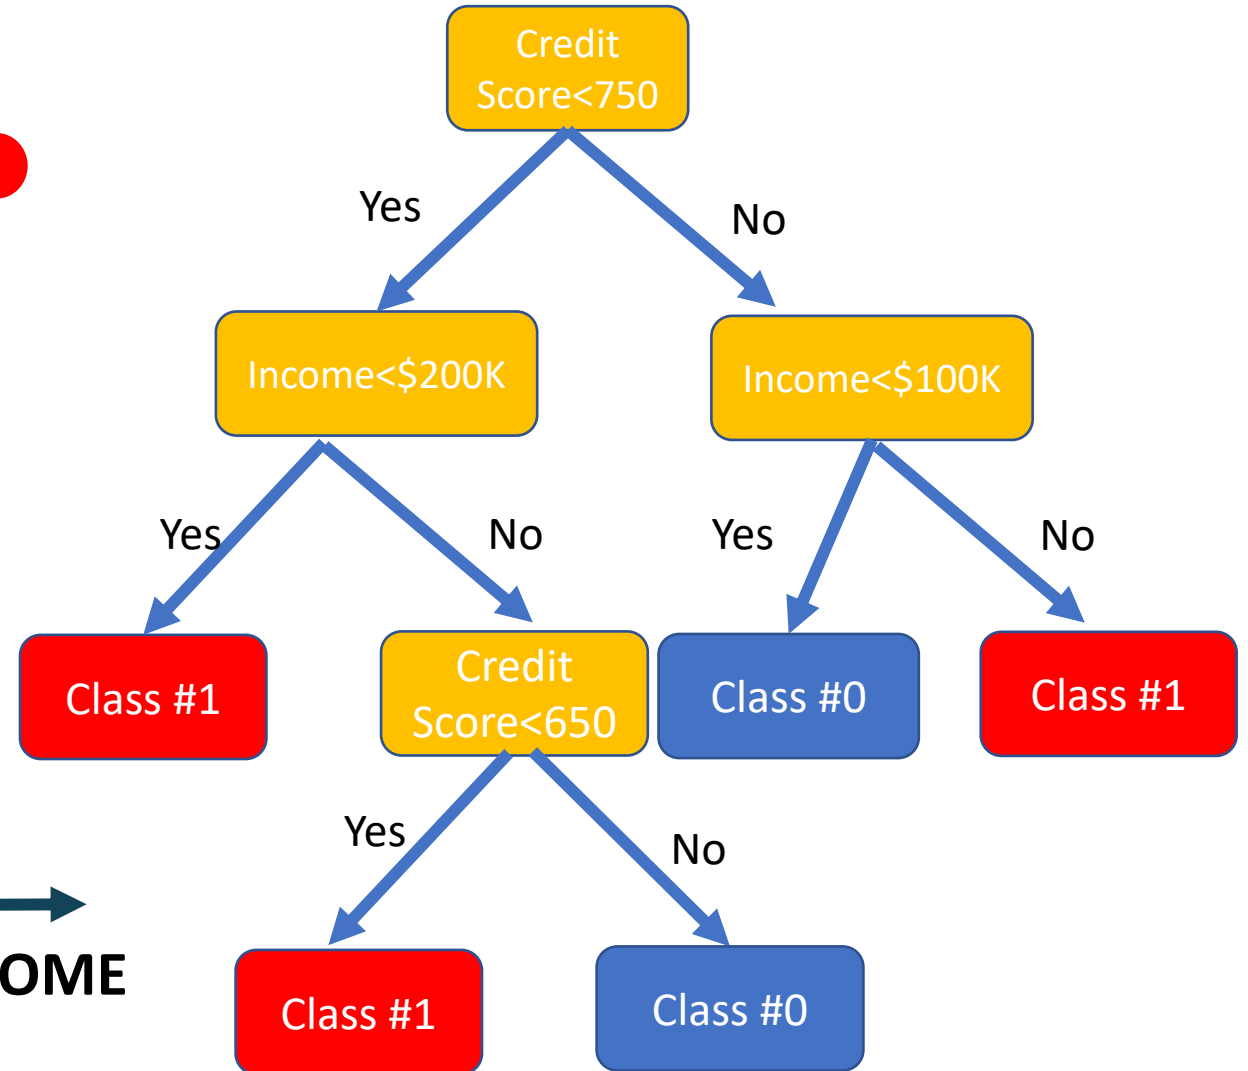 Credit
Score<750
Yes
No
Income<$200K
Income<$100K
Yes
No
Yes
No
Class #1
Credit
Score<650
Class #0
Class #1
Yes
No
OME
Class #1
Class #0